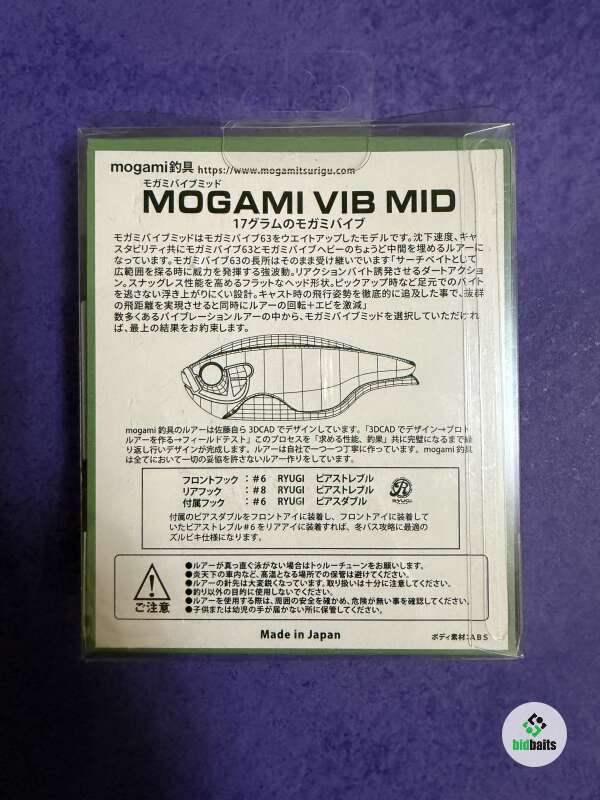 mogami釣具 https://www.mogamitsurigu.com
モガミバイブミッド
MOGAMI VIB MID
17グラムのモガミバイブ
モガミバイブミッドはモガミバイブ63をウエイトアップしたモデルです。沈下速度、キャ
スタビリティ共にモガミバイブ63とモガミバイブヘビーのちょうど中間を埋めるルアーに
なっています。モガミバイブ63の長所はそのまま受け継いでいます「サーチベイトとして
広範囲を探る時に威力を発揮する強波動。リアクションバイト誘発させるダートアクショ
ン。スナッグレス性能を高めるフラットなヘッド形状。ピックアップ時など足元でのバイト
を逃さない浮き上がりにくい設計。キャスト時の飛行姿勢を徹底的に追及した事で、抜群
の飛距離を実現させると同時にルアーの回転+エビを激減」
数多くあるバイブレーションルアーの中から、モガミバイブミッドを選択していただけれ
ば、最上の結果をお約束します。
mogami 釣具のルアーは佐藤自ら3DCADでデザインしています。「3DCADでデザイン→プロト
ルアーを作る→フィールドテスト」このプロセスを「求める性能、釣果」共に完璧になるまで繰
り返し行いデザインが完成します。ルアーは自社で一つ一つ丁寧に作っています。mogami 釣具
は全てにおいて一切の妥協を許さないルアー作りをしています。
フロントフック : #6 RYUGI ピアストレブル
リアフック : #8 RYUGI ピアストレブル
付属フック : #6 RYUGI ピアスダブル
RYUGI
付属のピアスダブルをフロントアイに装着し、フロントアイに装着して
いたピアストレブル#6をリアアイに装着すれば、冬バス攻略に最適の
ズルビキ仕様になります。
ご注意
●ルアーが真っ直ぐ泳がない場合はトゥルーチューンをお願いします。
●炎天下の車内など、高温となる場所での保管は避けてください。
●ルアーの針先は大変鋭くなっています。取り扱いは十分に注意してください。
●釣り以外の目的に使用しないでください。
●ルアーを使用する際は、周囲の安全を確かめ、危険が無い事を確認してください。
●子供または幼児の手が届かない所に保管してください。
Made in Japan
ボディ素材:ABS
bidbaits